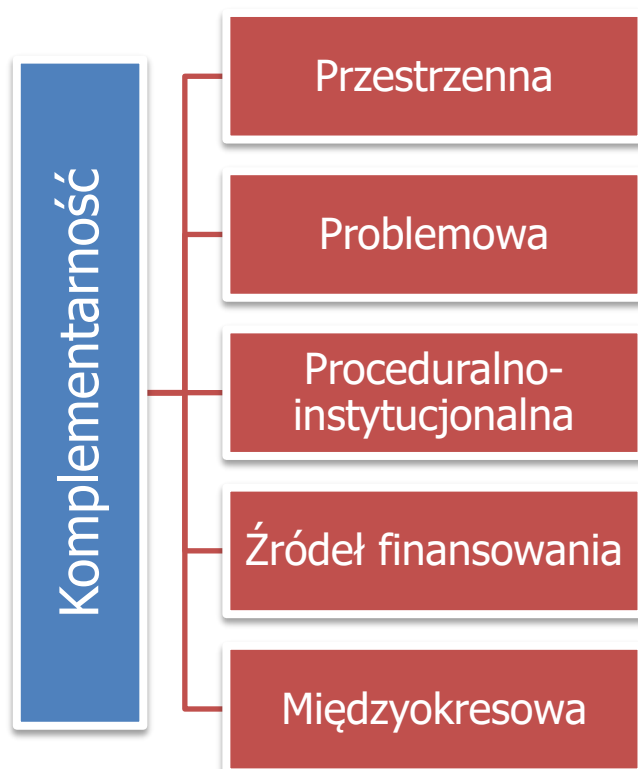 Komplementarność
Przestrzenna
Problemowa
Proceduralno-
instytucjonalna
Źródeł finansowania
Międzyokresowa